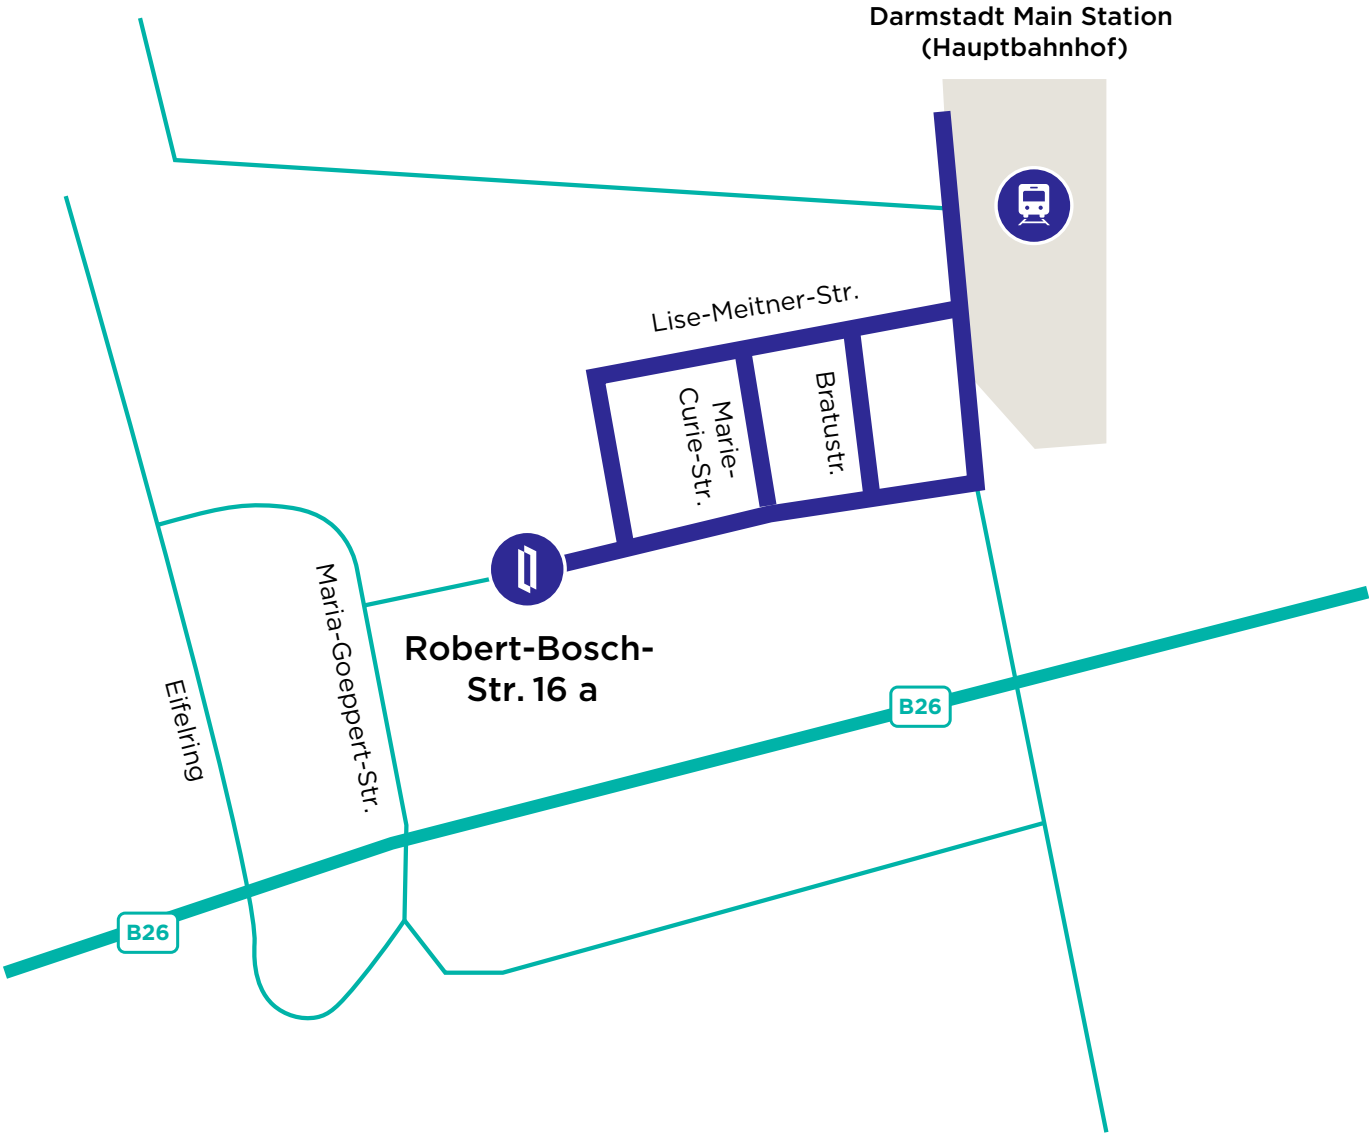 Darmstadt Main Station
(Hauptbahnhof)
Lise-Meitner-Str.
Marie-
Curie-Str.
Bratustr.
Maria-Goeppert-Str.
Robert-Bosch-
Str. 16 a
Eifelring
B26
B26